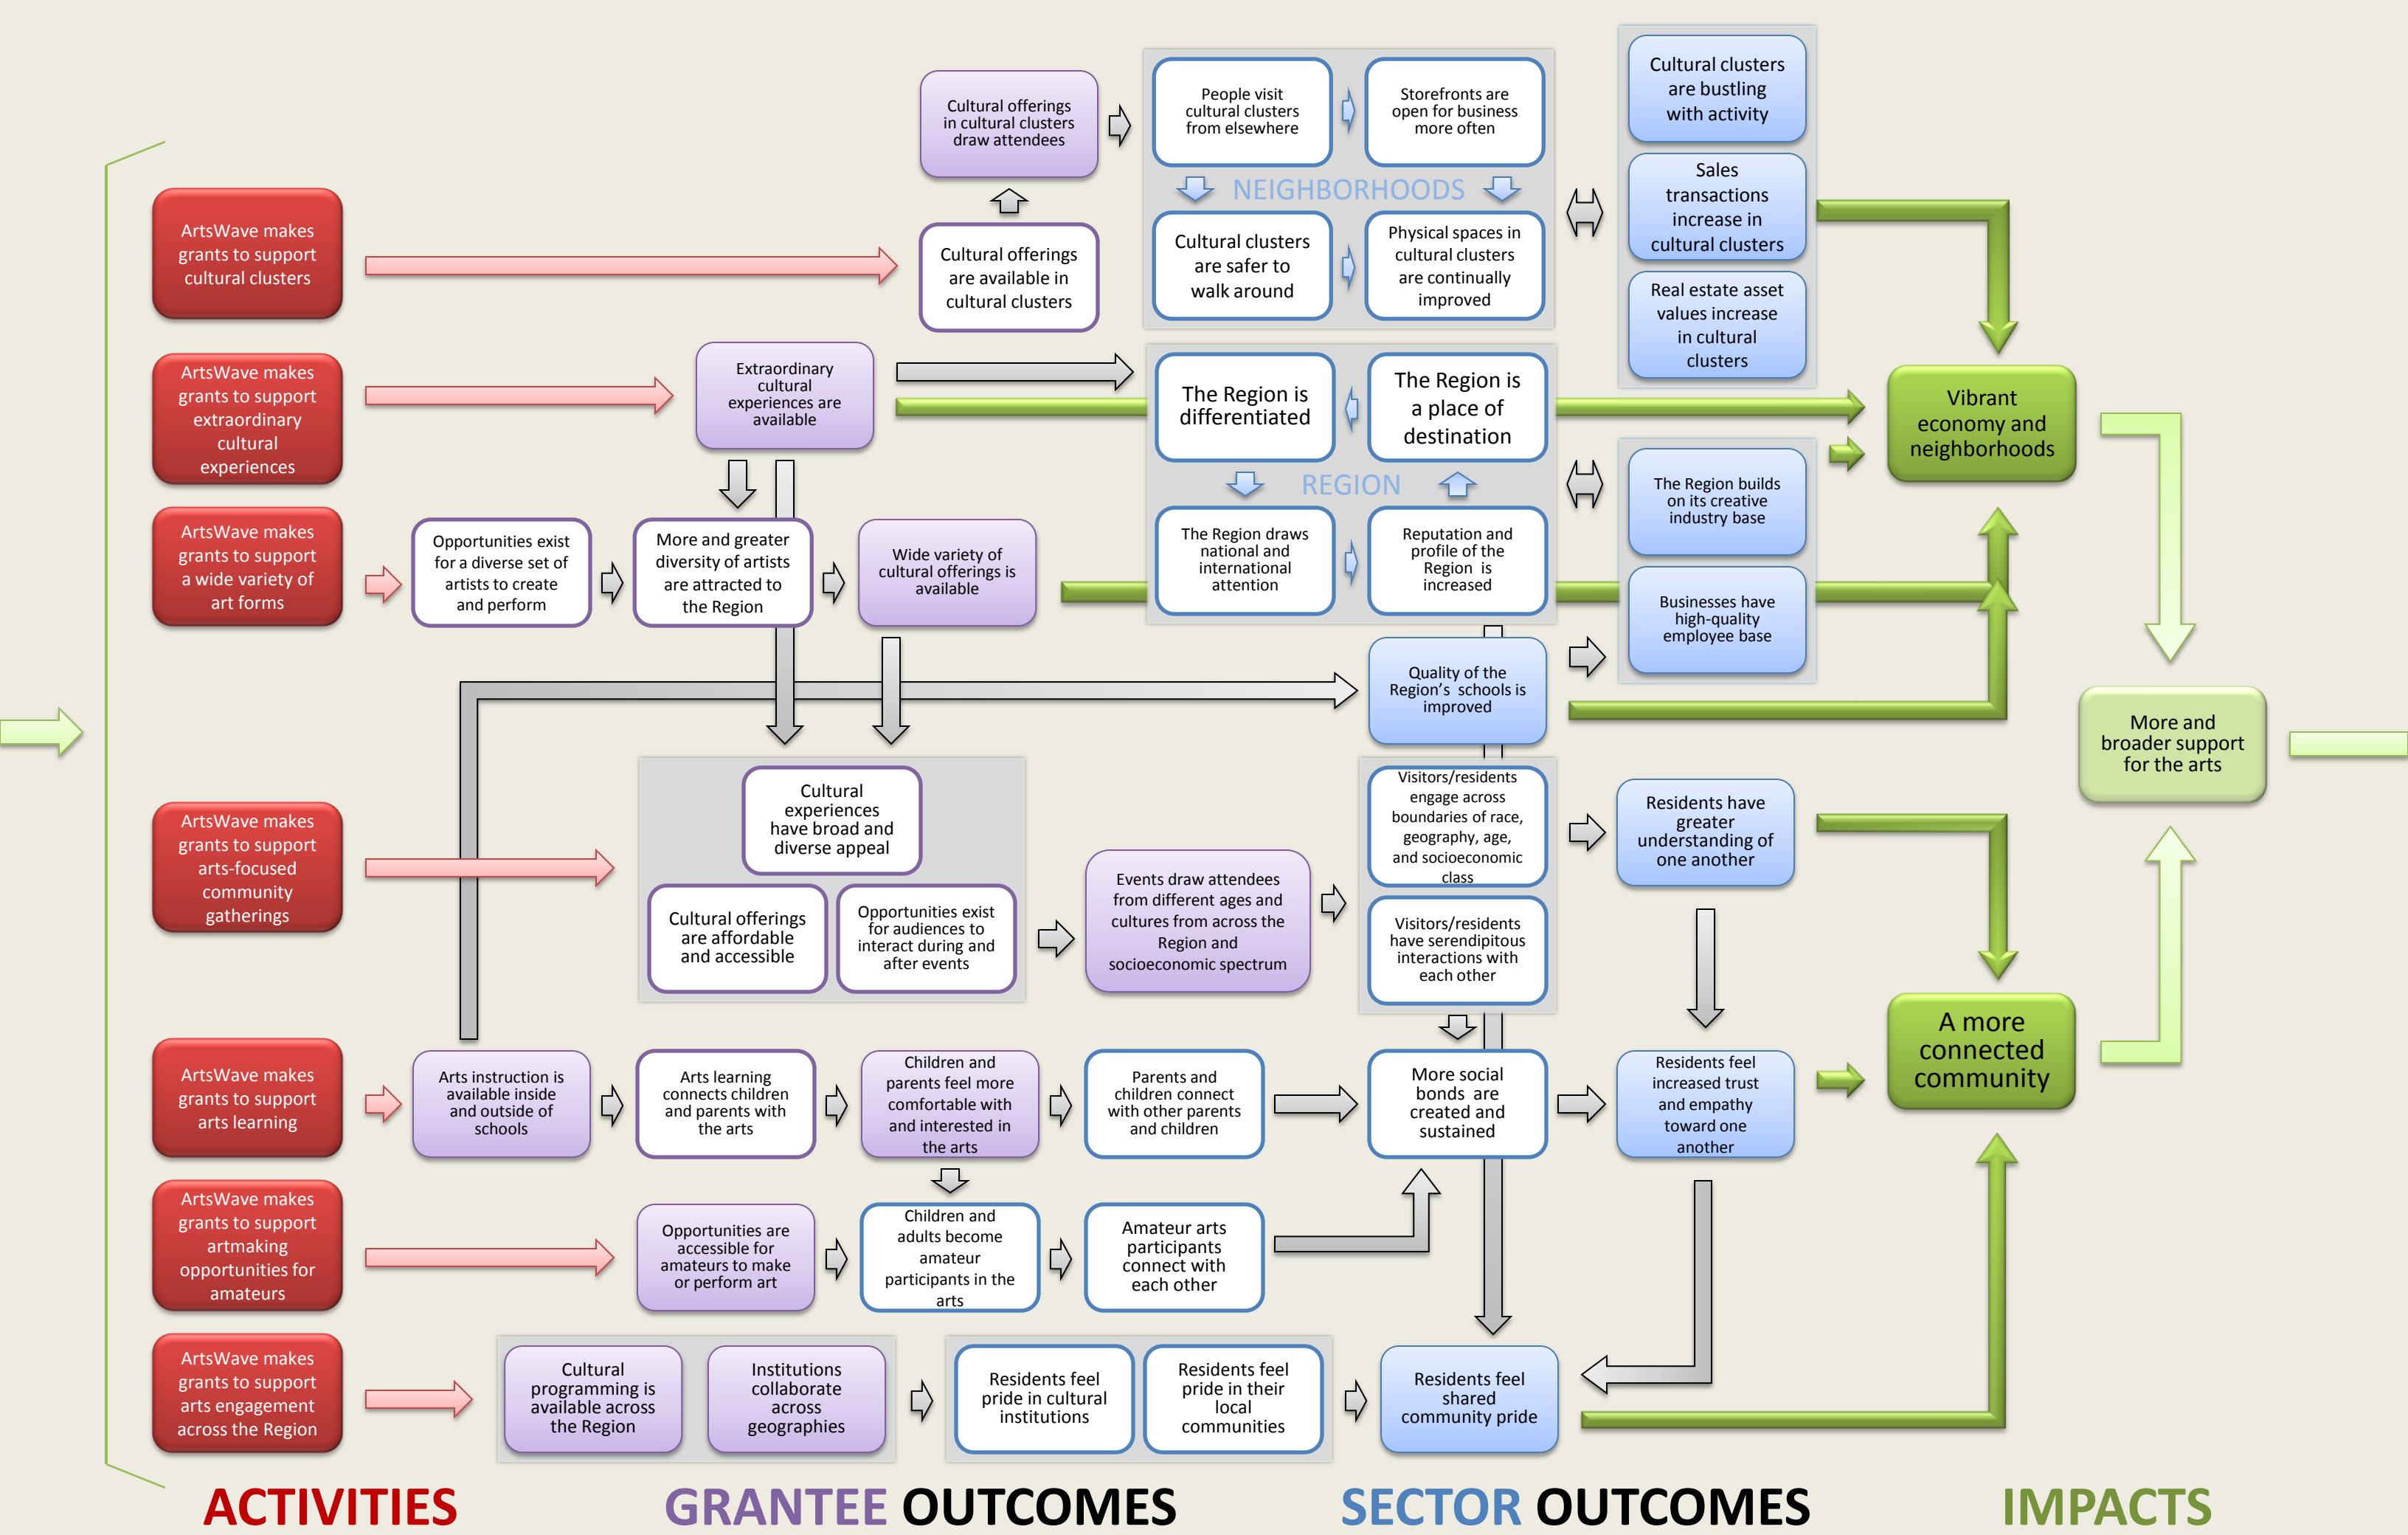 Cultural offerings
in cultural clusters
draw attendees
People visit
cultural clusters
from elsewhere
Storefronts are
open for business
more often
Cultural clusters
are bustling
with activity
ArtsWave makes
grants to support
cultural clusters
Cultural offerings
are available in
cultural clusters
NEIGHBORHOODS
Cultural clusters
are safer to
walk around
Physical spaces in
cultural clusters
are continually
improved
Sales
transactions
increase in
cultural clusters
Real estate asset
values increase
in cultural
clusters
ArtsWave makes
grants to support
extraordinary
cultural
experiences
Extraordinary
cultural
experiences are
available
The Region is
differentiated
The Region is
a place of
destination
Vibrant
economy and
neighborhoods
REGION
The Region builds
on its creative
industry base
ArtsWave makes
grants to support
a wide variety of
art forms
Opportunities exist
for a diverse set of
artists to create
and perform
More and greater
diversity of artists
are attracted to
the Region
Wide variety of
cultural offerings is
available
The Region draws
national and
international
attention
Reputation and
profile of the
Region is
increased
Businesses have
high-quality
employee base
Quality of the
Region's schools is
improved
More and
broader support
for the arts
ArtsWave makes
grants to support
arts-focused
community
gatherings
Cultural
experiences
have broad and
diverse appeal
Cultural offerings
are affordable
and accessible
Opportunities exist
for audiences to
interact during and
after events
Events draw attendees
from different ages and
cultures from across the
Region and
socioeconomic spectrum
Visitors/residents
engage across
boundaries of race,
geography, age,
and socioeconomic
class
Visitors/residents
have serendipitous
interactions with
each other
Residents have
greater
understanding of
one another
ArtsWave makes
grants to support
arts learning
Arts instruction is
available inside
and outside of
schools
Arts learning
connects children
and parents with
the arts
Children and
parents feel more
comfortable with
and interested in
the arts
Parents and
children connect
with other parents
and children
More social
bonds are
created and
sustained
Residents feel
increased trust
and empathy
toward one
another
A more
connected
community
ArtsWave makes
grants to support
artmaking
opportunities for
amateurs
Opportunities are
accessible for
amateurs to make
or perform art
Children and
adults become
amateur
participants in the
arts
Amateur arts
participants
connect with
each other
ArtsWave makes
grants to support
arts engagement
across the Region
Cultural
programming is
available across
the Region
Institutions
collaborate
across
geographies
Residents feel
pride in cultural
institutions
Residents feel
pride in their
local
communities
Residents feel
shared
community pride
ACTIVITIES
GRANTEE OUTCOMES
SECTOR OUTCOMES
IMPACTS